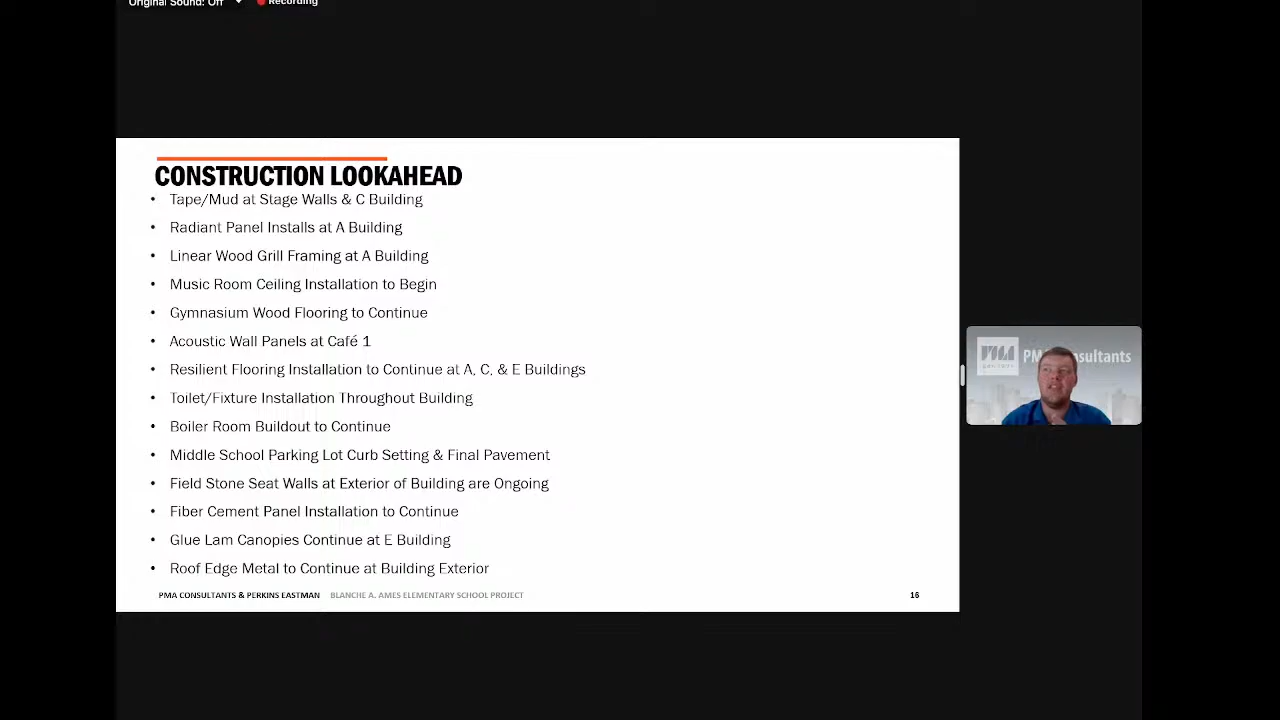 Original Sound: Off
Recording
CONSTRUCTION LOOKAHEAD
• Tape/Mud at Stage Walls & C Building
• Radiant Panel Installs at A Building
• Linear Wood Grill Framing at A Building
• Music Room Ceiling Installation to Begin
• Gymnasium Wood Flooring to Continue
• Acoustic Wall Panels at Café 1
• Resilient Flooring Installation to Continue at A, C, & E Buildings
• Toilet/Fixture Installation Throughout Building
• Boiler Room Buildout to Continue
• Middle School Parking Lot Curb Setting & Final Pavement
• Field Stone Seat Walls at Exterior of Building are Ongoing
• Fiber Cement Panel Installation to Continue
• Glue Lam Canopies Continue at E Building
• Roof Edge Metal to Continue at Building Exterior
PMA CONSULTANTS & PERKINS EASTMAN BLANCHE A. AMES ELEMENTARY SCHOOL PROJECT 16